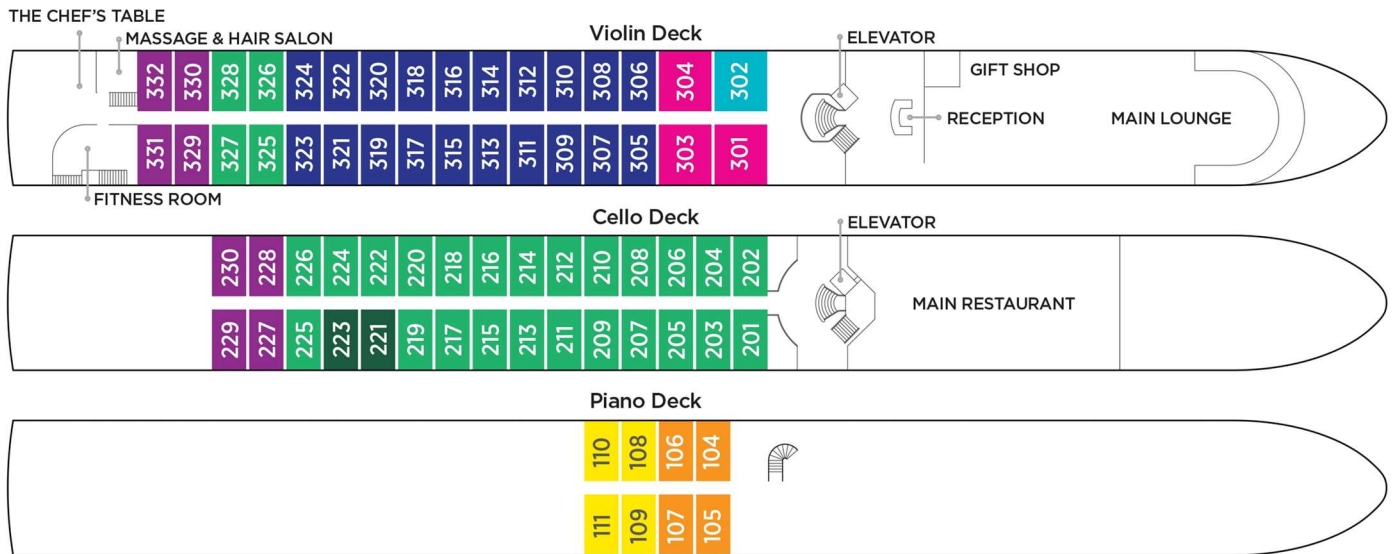 THE CHEF'S TABLE
MASSAGE & HAIR SALON
Violin Deck
ELEVATOR
332 330 328 326 324 322 320 318 316 314 312 310 308 306 304 302
GIFT SHOP
RECEPTION
MAIN LOUNGE
331 329 327 325 323 321 319 317 315 313 311 309 307 305 303 301
FITNESS ROOM
Cello Deck
ELEVATOR
230 228 226 224 222 220 218 216 214 212 210 208 206 204 202
MAIN RESTAURANT
229 227 225 223 221 219 217 215 213 211 209 207 205 203 201
Piano Deck
110 108 106 104
111 109 107 105